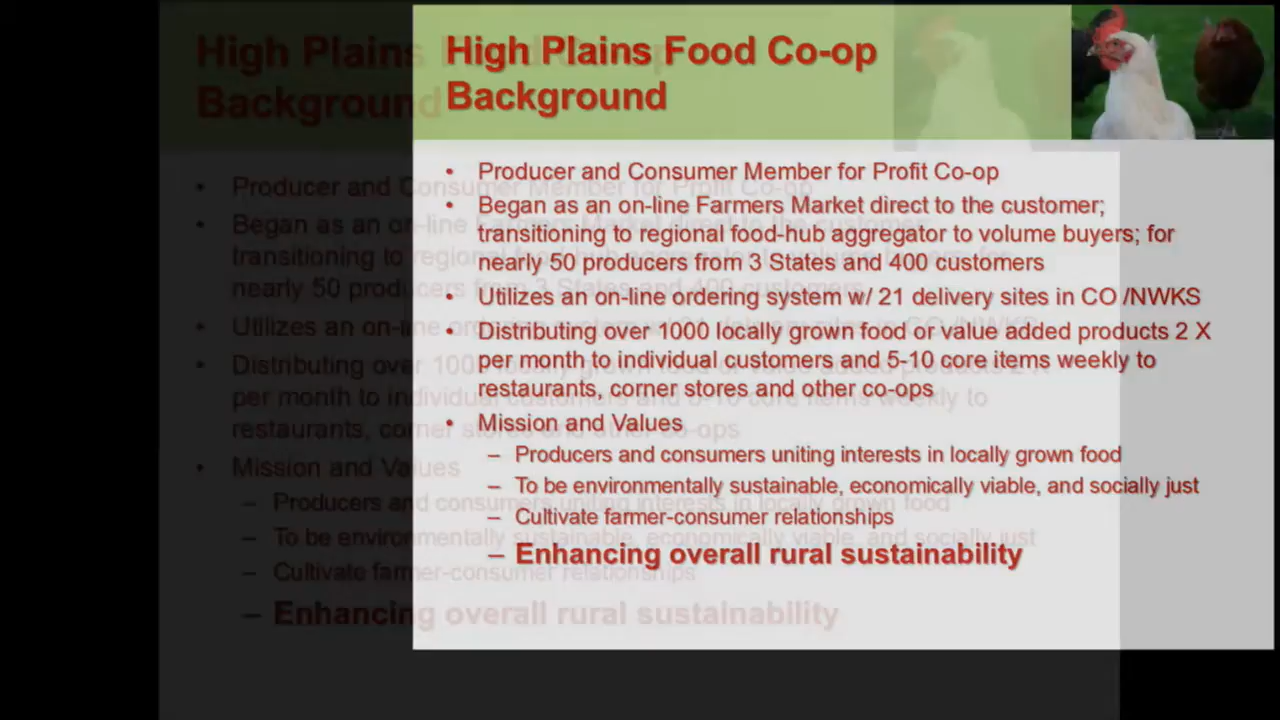 High Plains Food Co-op
Background
• Producer and Consumer Member for Profit Co-op
• Began as an on-line Farmers Market direct to the customer;
transitioning to regional food-hub aggregator to volume buyers; for
nearly 50 producers from 3 States and 400 customers
• Utilizes an on-line ordering system w/ 21 delivery sites in CO /NWKS
• Distributing over 1000 locally grown food or value added products 2 X
per month to individual customers and 5-10 core items weekly to
restaurants, corner stores and other co-ops
• Mission and Values
– Producers and consumers uniting interests in locally grown food
– To be environmentally sustainable, economically viable, and socially just
– Cultivate farmer-consumer relationships
– Enhancing overall rural sustainability